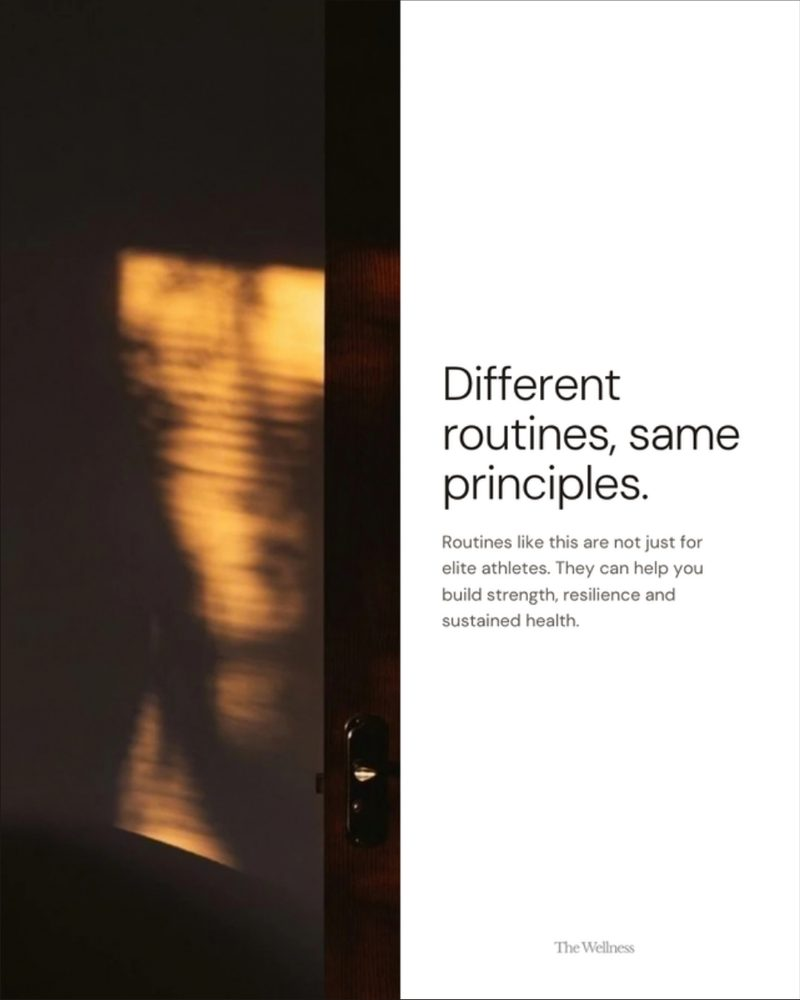 Different
routines, same
principles.
Routines like this are not just for
elite athletes. They can help you
build strength, resilience and
sustained health.
The Wellness